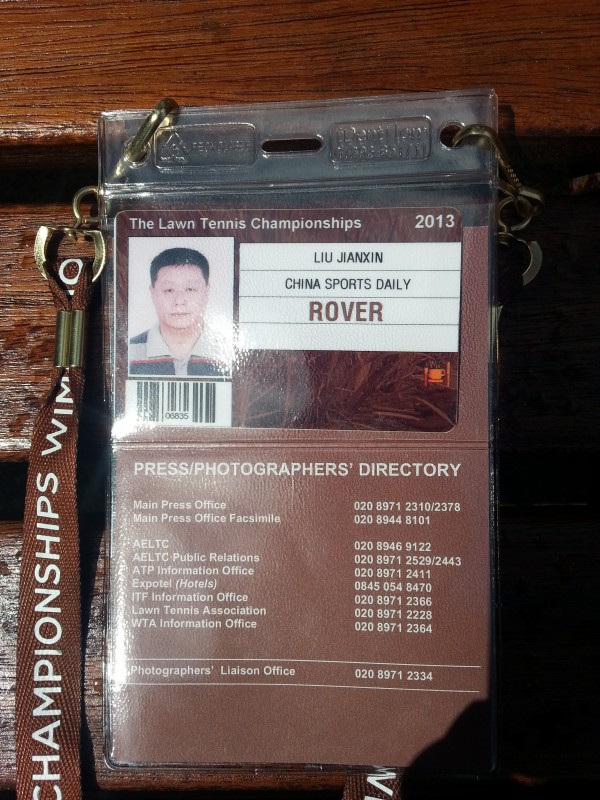 The Lawn Tennis Championships 2013
LIU JIANXIN
CHINA SPORTS DAILY
ROVER
06835
PRESS/PHOTOGRAPHERS' DIRECTORY
Main Press Office 020 8971 2310/2378
Main Press Office Facsimile 020 8944 8101
AELTC 020 8946 9122
AELTC Public Relations 020 8971 2529/2443
ATP Information Office 020 8971 2411
Expotel (Hotels) 0845 054 8470
ITF Information Office 020 8971 2366
Lawn Tennis Association 020 8971 2228
WTA Information Office 020 8971 2364
Photographers' Liaison Office 020 8971 2334
CHAMPIONSHIPS WIM